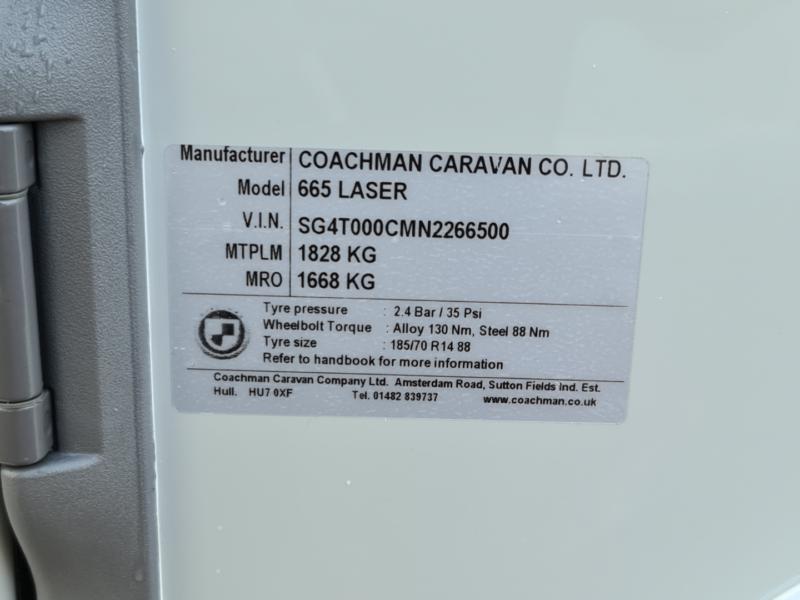 Manufacturer COACHMAN CARAVAN CO. LTD.
Model 665 LASER
V.I.N. SG4T000CMN2266500
MTPLM 1828 KG
MRO 1668 KG
Tyre pressure : 2.4 Bar / 35 Psi
Wheelbolt Torque : Alloy 130 Nm, Steel 88 Nm
Tyre size : 185/70 R14 88
Refer to handbook for more information
Coachman Caravan Company Ltd. Amsterdam Road, Sutton Fields Ind. Est.
Hull. HU7 0XF Tel. 01482 839737 www.coachman.co.uk